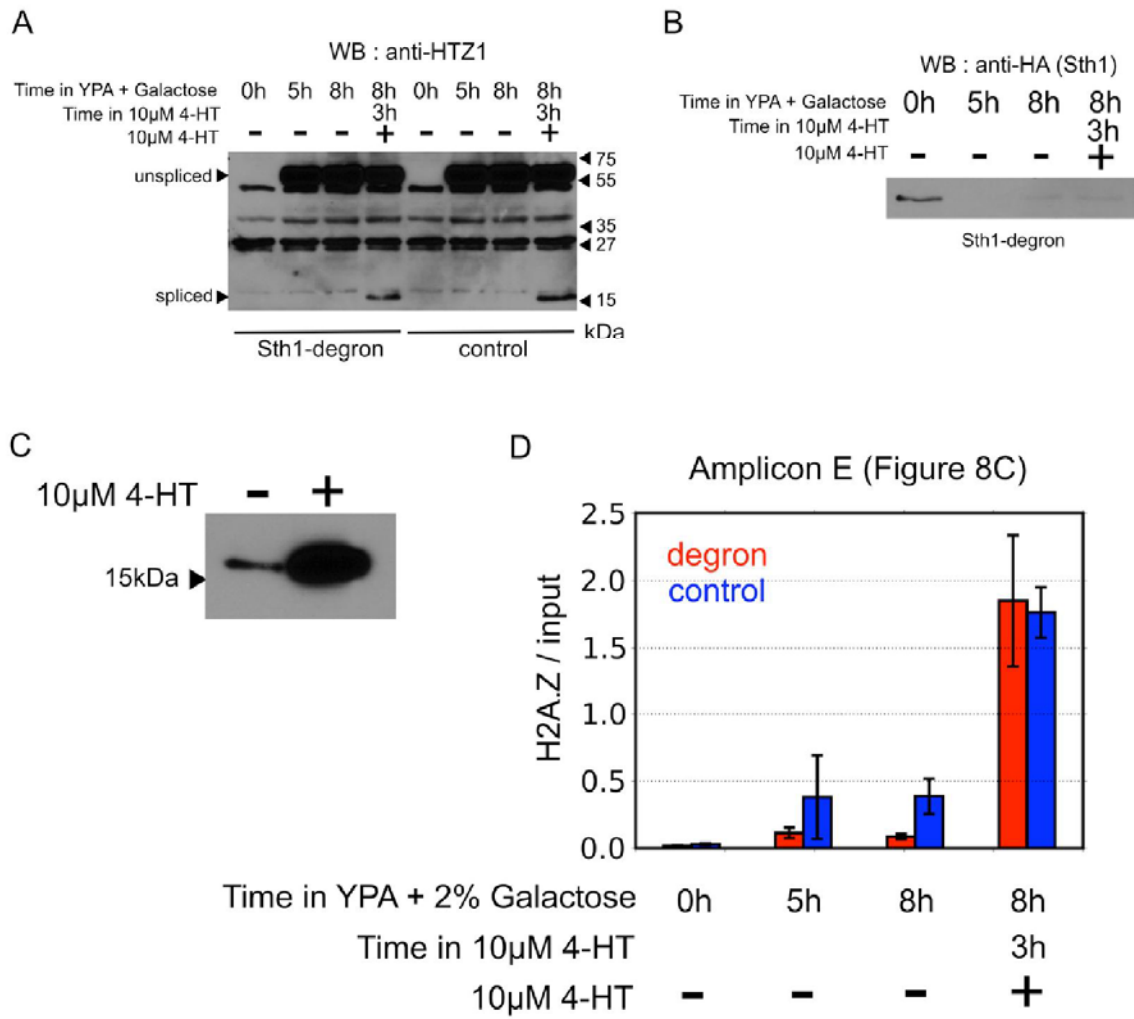 A
WB : anti-HTZ1
Time in YPA + Galactose 0h 5h 8h 8h 0h 5h 8h 8h
Time in 10µM 4-HT 3h 3h
10µM 4-HT - - - + - - - +
unspliced
spliced
75
55
35
27
15
kDa
Sth1-degron control
B
WB : anti-HA (Sth1)
Time in YPA + Galactose 0h 5h 8h 8h
Time in 10µM 4-HT 3h
10µM 4-HT - - - +
Sth1-degron
C
10µM 4-HT - +
15kDa
D
Amplicon E (Figure 8C)
degron
control
H2A.Z / input
2.5
2.0
1.5
1.0
0.5
0.0
Time in YPA + 2% Galactose 0h 5h 8h 8h
Time in 10µM 4-HT 3h
10µM 4-HT - - - +